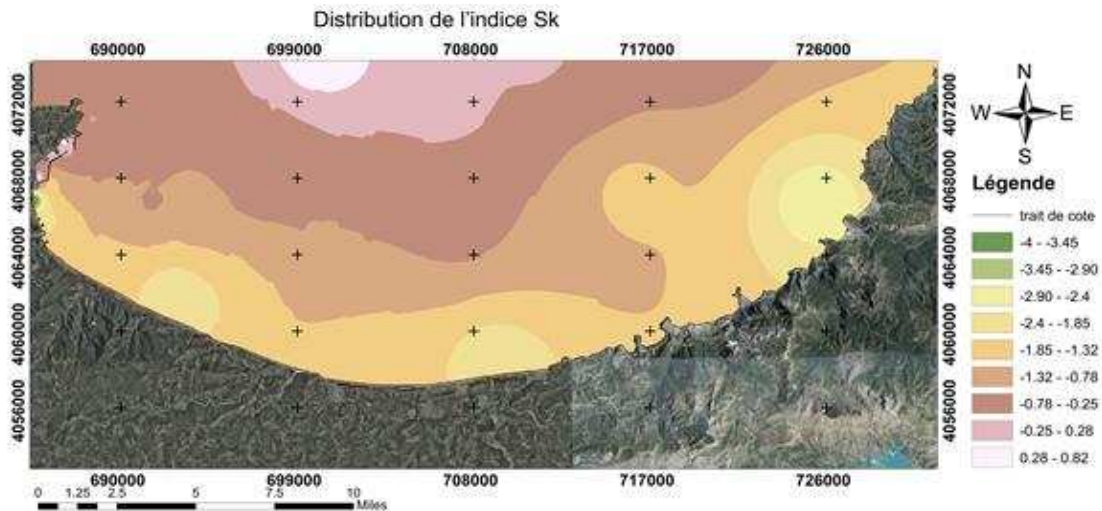 Distribution de l'indice Sk
690000 699000 708000 717000 726000
4072000 4072000
4068000 4068000
4064000 4064000
4060000 4060000
4056000 4056000
690000 699000 708000 717000 726000
0 1.25 2.5 5 7.5 10
Miles
N
W E
S
Légende
trait de cote
-4 - -3.45
-3.45 - -2.90
-2.90 - -2.4
-2.4 - -1.85
-1.85 - -1.32
-1.32 - -0.78
-0.78 - -0.25
-0.25 - 0.28
0.28 - 0.82